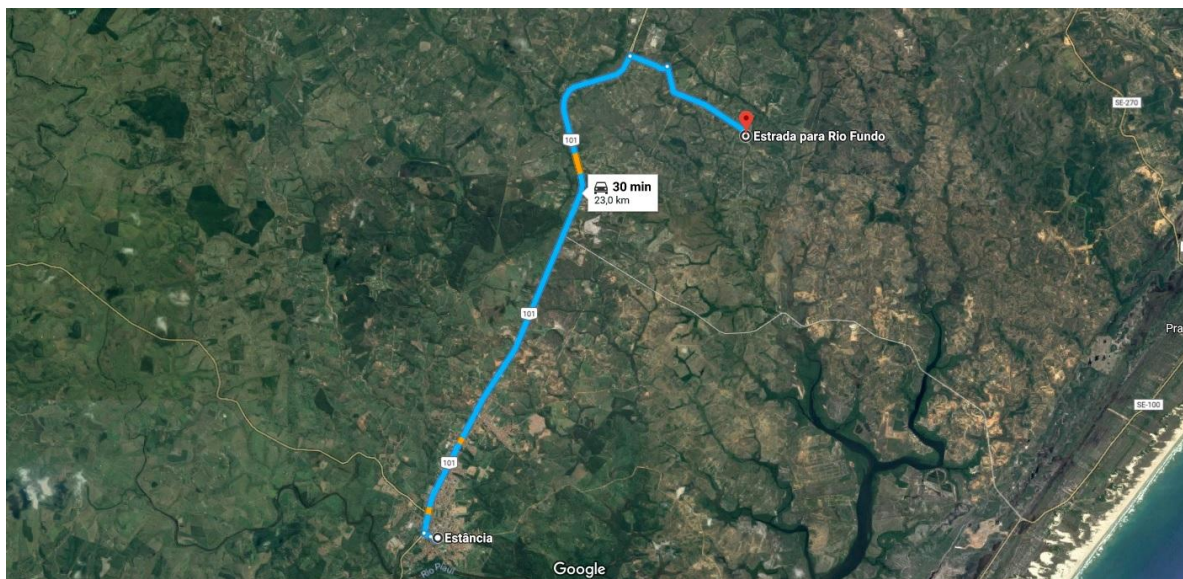 SE-270
101
Estrada para Rio Fundo
30 min
23,0 km
101
Pra
SE-100
101
Estância
Rio Piauí
Google